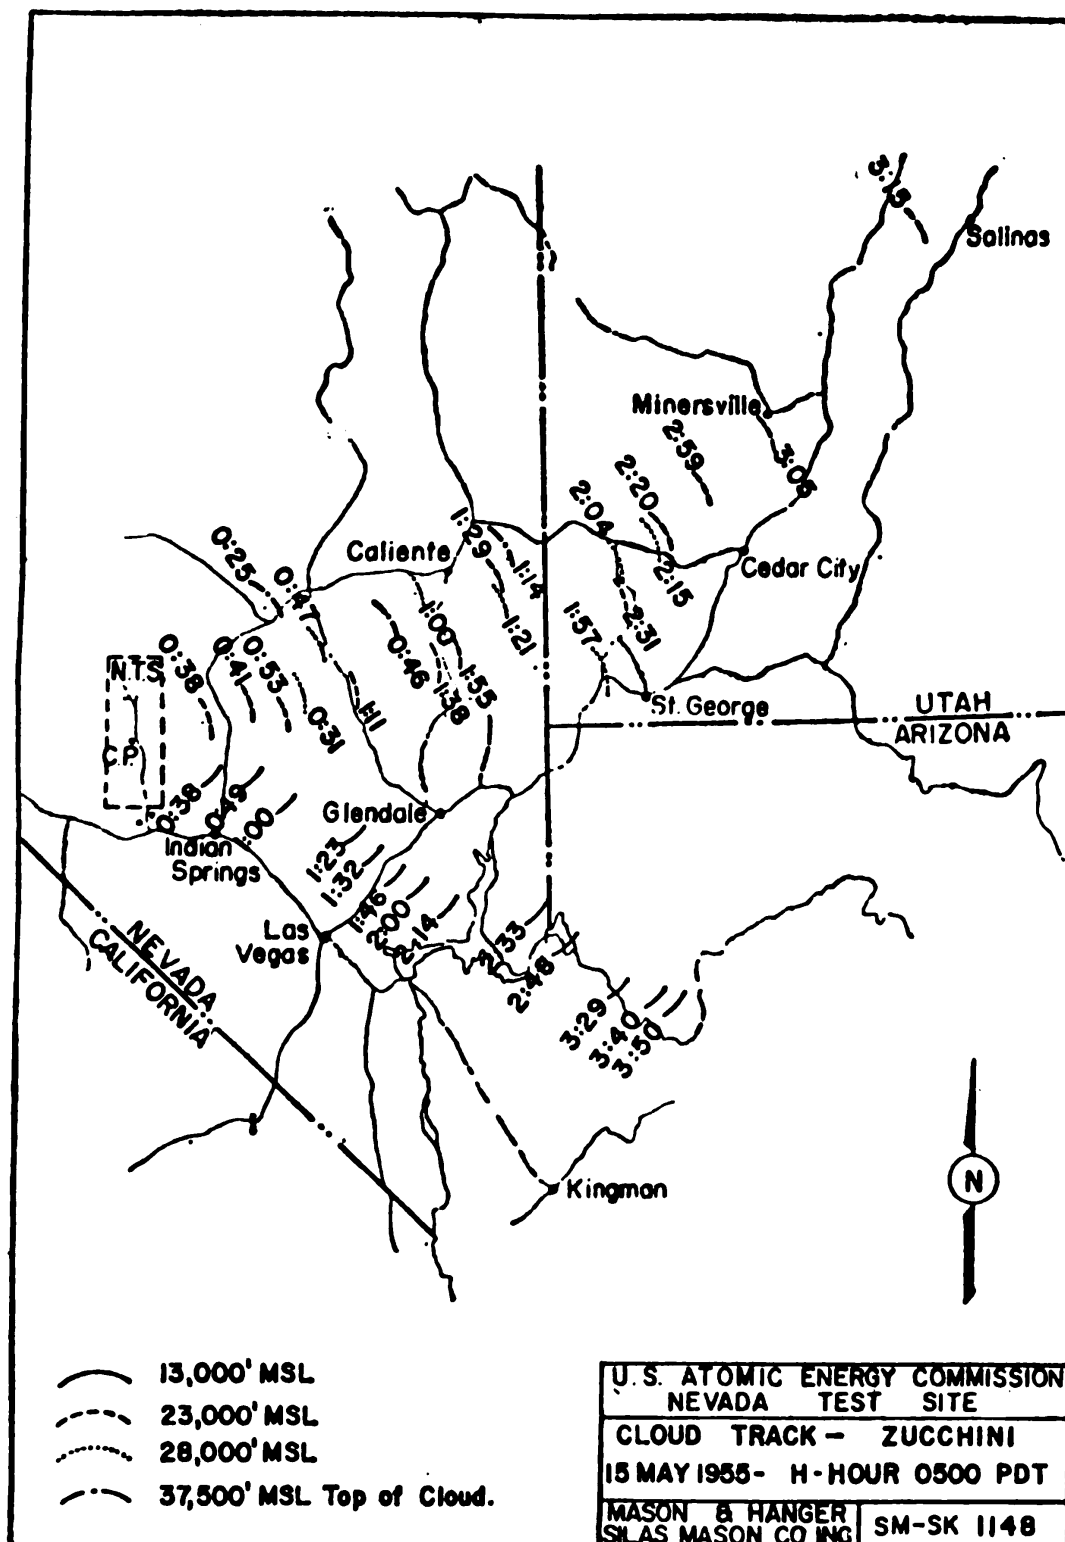 3:15
Salinas
Minersville
2:59
3:05
2:20
2:04
1:29
Caliente
0:25
0:47
1:14
2:15
Cedar City
1:00
1:21
1:57
2:31
0:46
0:38
0:41
0:53
N.T.S.
1:55
1:38
0:31
1:11
St. George
UTAH
ARIZONA
C.P.
0:38
0:49
1:00
Glendale
Indian
Springs
1:23
1:32
1:46
2:00
2:14
Las
Vegas
2:33
2:48
NEVADA
CALIFORNIA
3:29
3:40
3:50
Kingman
N
13,000' MSL
23,000' MSL
28,000' MSL
37,500' MSL Top of Cloud.
U.S. ATOMIC ENERGY COMMISSION
NEVADA TEST SITE
CLOUD TRACK - ZUCCHINI
15 MAY 1955 - H-HOUR 0500 PDT
MASON & HANGER
SILAS MASON CO INC
SM-SK 1148